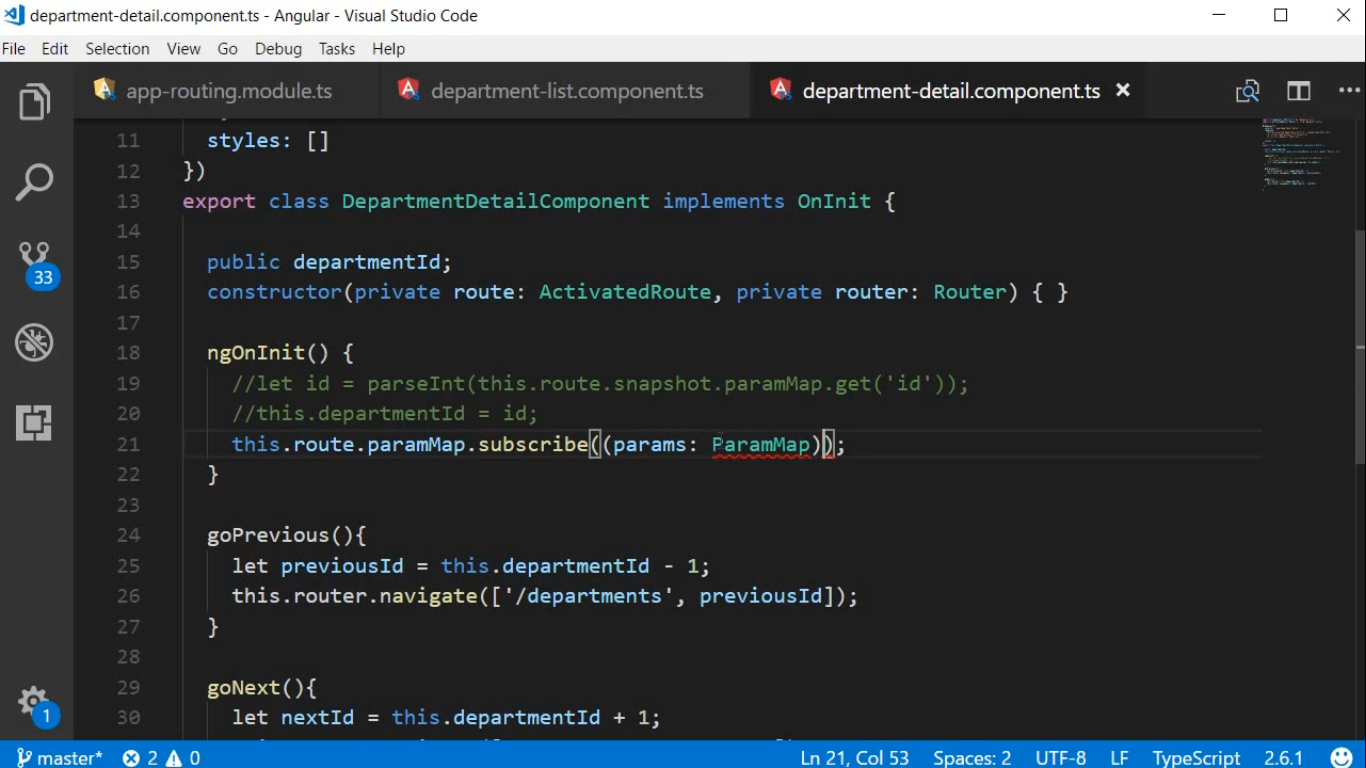 department-detail.component.ts - Angular - Visual Studio Code
File Edit Selection View Go Debug Tasks Help
app-routing.module.ts department-list.component.ts department-detail.component.ts
11 styles: []
12 })
13 export class DepartmentDetailComponent implements OnInit {
14
15 public departmentId;
16 constructor(private route: ActivatedRoute, private router: Router) { }
17
18 ngOnInit() {
19 //let id = parseInt(this.route.snapshot.paramMap.get('id'));
20 //this.departmentId = id;
21 this.route.paramMap.subscribe((params: ParamMap));
22 }
23
24 goPrevious(){
25 let previousId = this.departmentId - 1;
26 this.router.navigate(['/departments', previousId]);
27 }
28
29 goNext(){
30 let nextId = this.departmentId + 1;
33
1
master* 2 0 Ln 21, Col 53 Spaces: 2 UTF-8 LF TypeScript 2.6.1